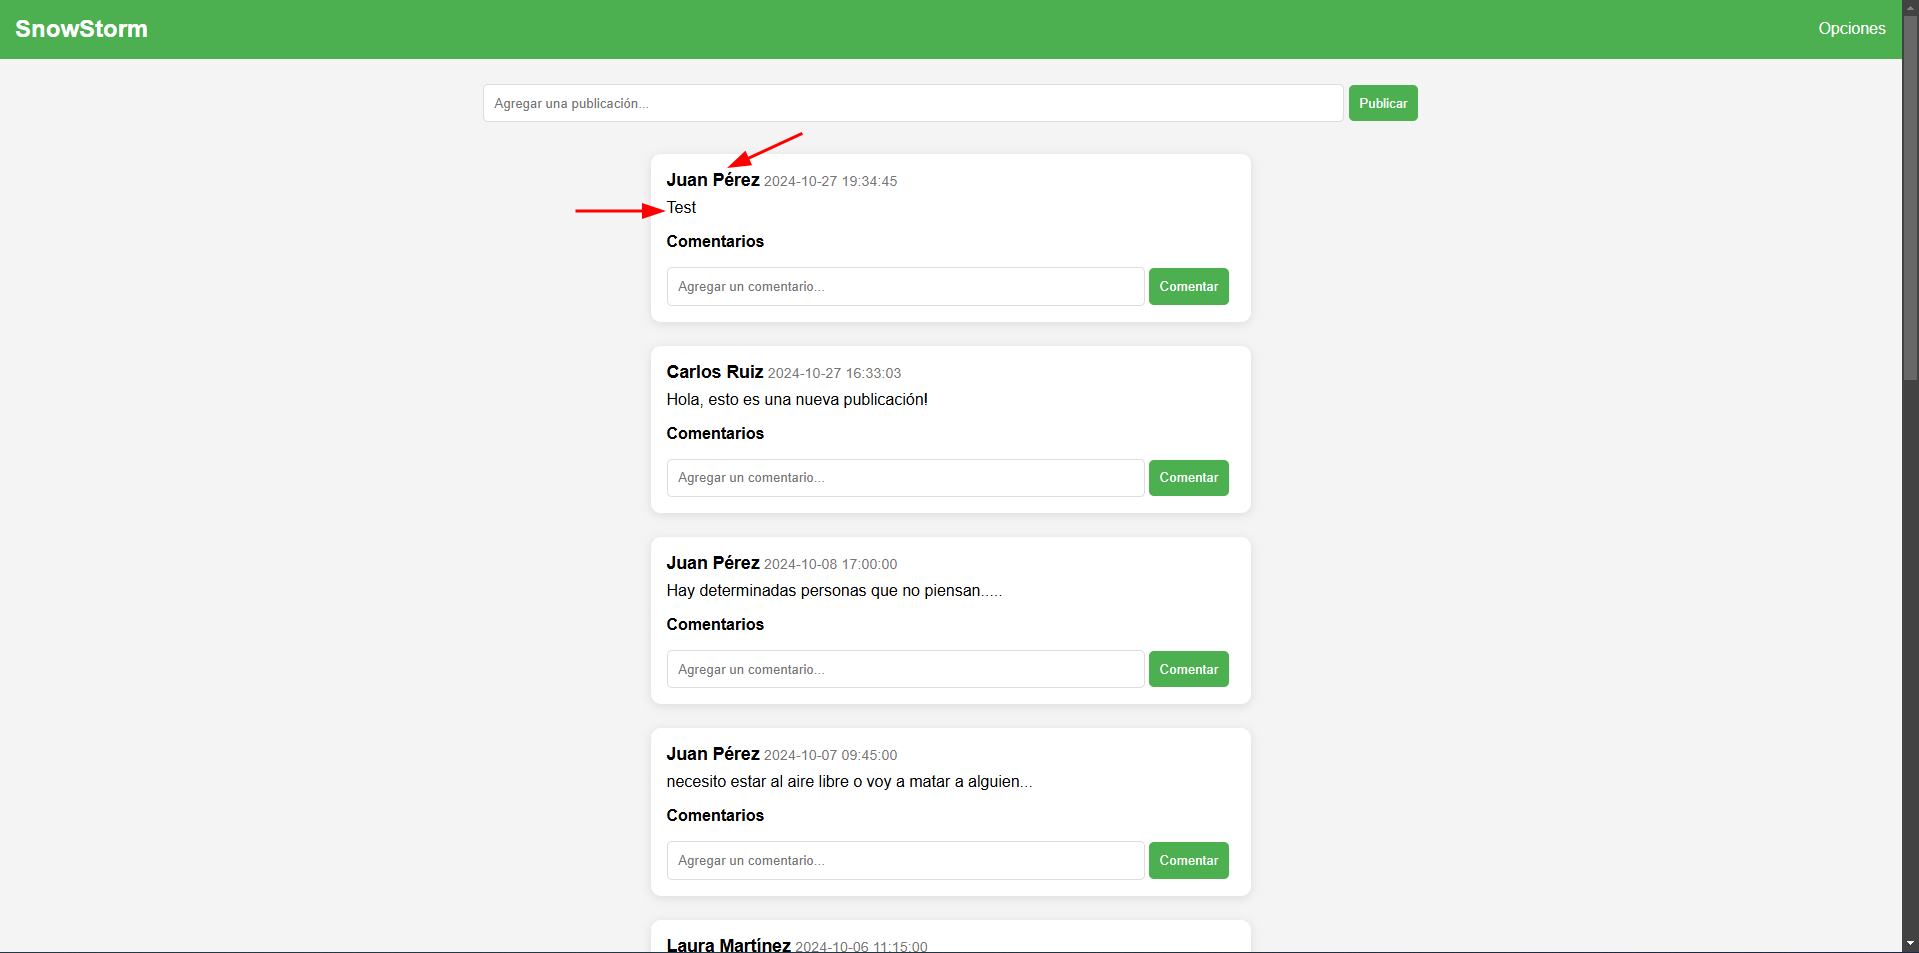 SnowStorm
Opciones
Agregar una publicación...
Publicar
Juan Pérez 2024-10-27 19:34:45
Test
Comentarios
Agregar un comentario...
Comentar
Carlos Ruiz 2024-10-27 16:33:03
Hola, esto es una nueva publicación!
Comentarios
Agregar un comentario...
Comentar
Juan Pérez 2024-10-08 17:00:00
Hay determinadas personas que no piensan.....
Comentarios
Agregar un comentario...
Comentar
Juan Pérez 2024-10-07 09:45:00
necesito estar al aire libre o voy a matar a alguien...
Comentarios
Agregar un comentario...
Comentar
Laura Martínez 2024-10-06 11:15:00